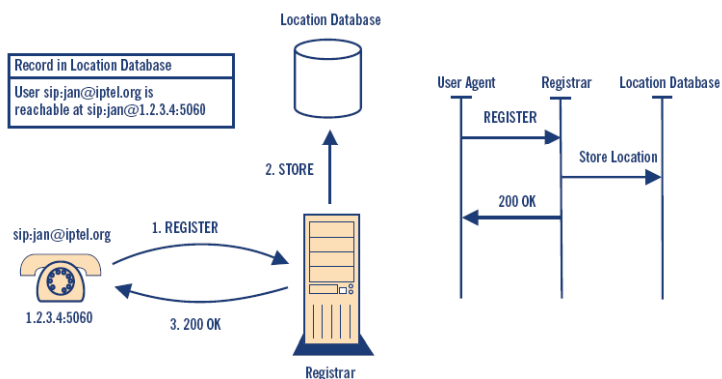 Location Database
Record in Location Database
User sip:jan@iptel.org is
reachable at sip:jan@1.2.3.4:5060
2. STORE
sip:jan@iptel.org
1. REGISTER
1.2.3.4:5060
3. 200 OK
Registrar
User Agent
Registrar
Location Database
REGISTER
Store Location
200 OK